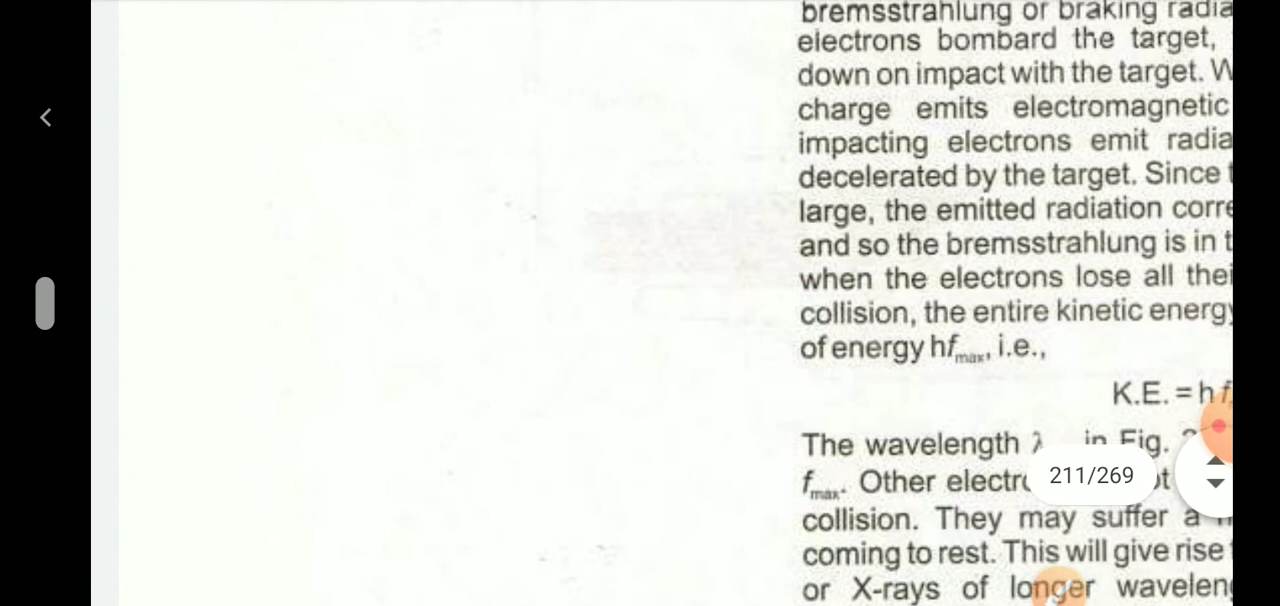 bremsstrahlung or braking radia
electrons bombard the target,
down on impact with the target. W
charge emits electromagnetic
impacting electrons emit radia
decelerated by the target. Since t
large, the emitted radiation corre
and so the bremsstrahlung is in t
when the electrons lose all thei
collision, the entire kinetic energy
of energy hfmax, i.e.,
K.E. = h f
The wavelength λ in Fig.
fmax. Other electro
211/269
collision. They may suffer a
coming to rest. This will give rise
or X-rays of longer waveleng